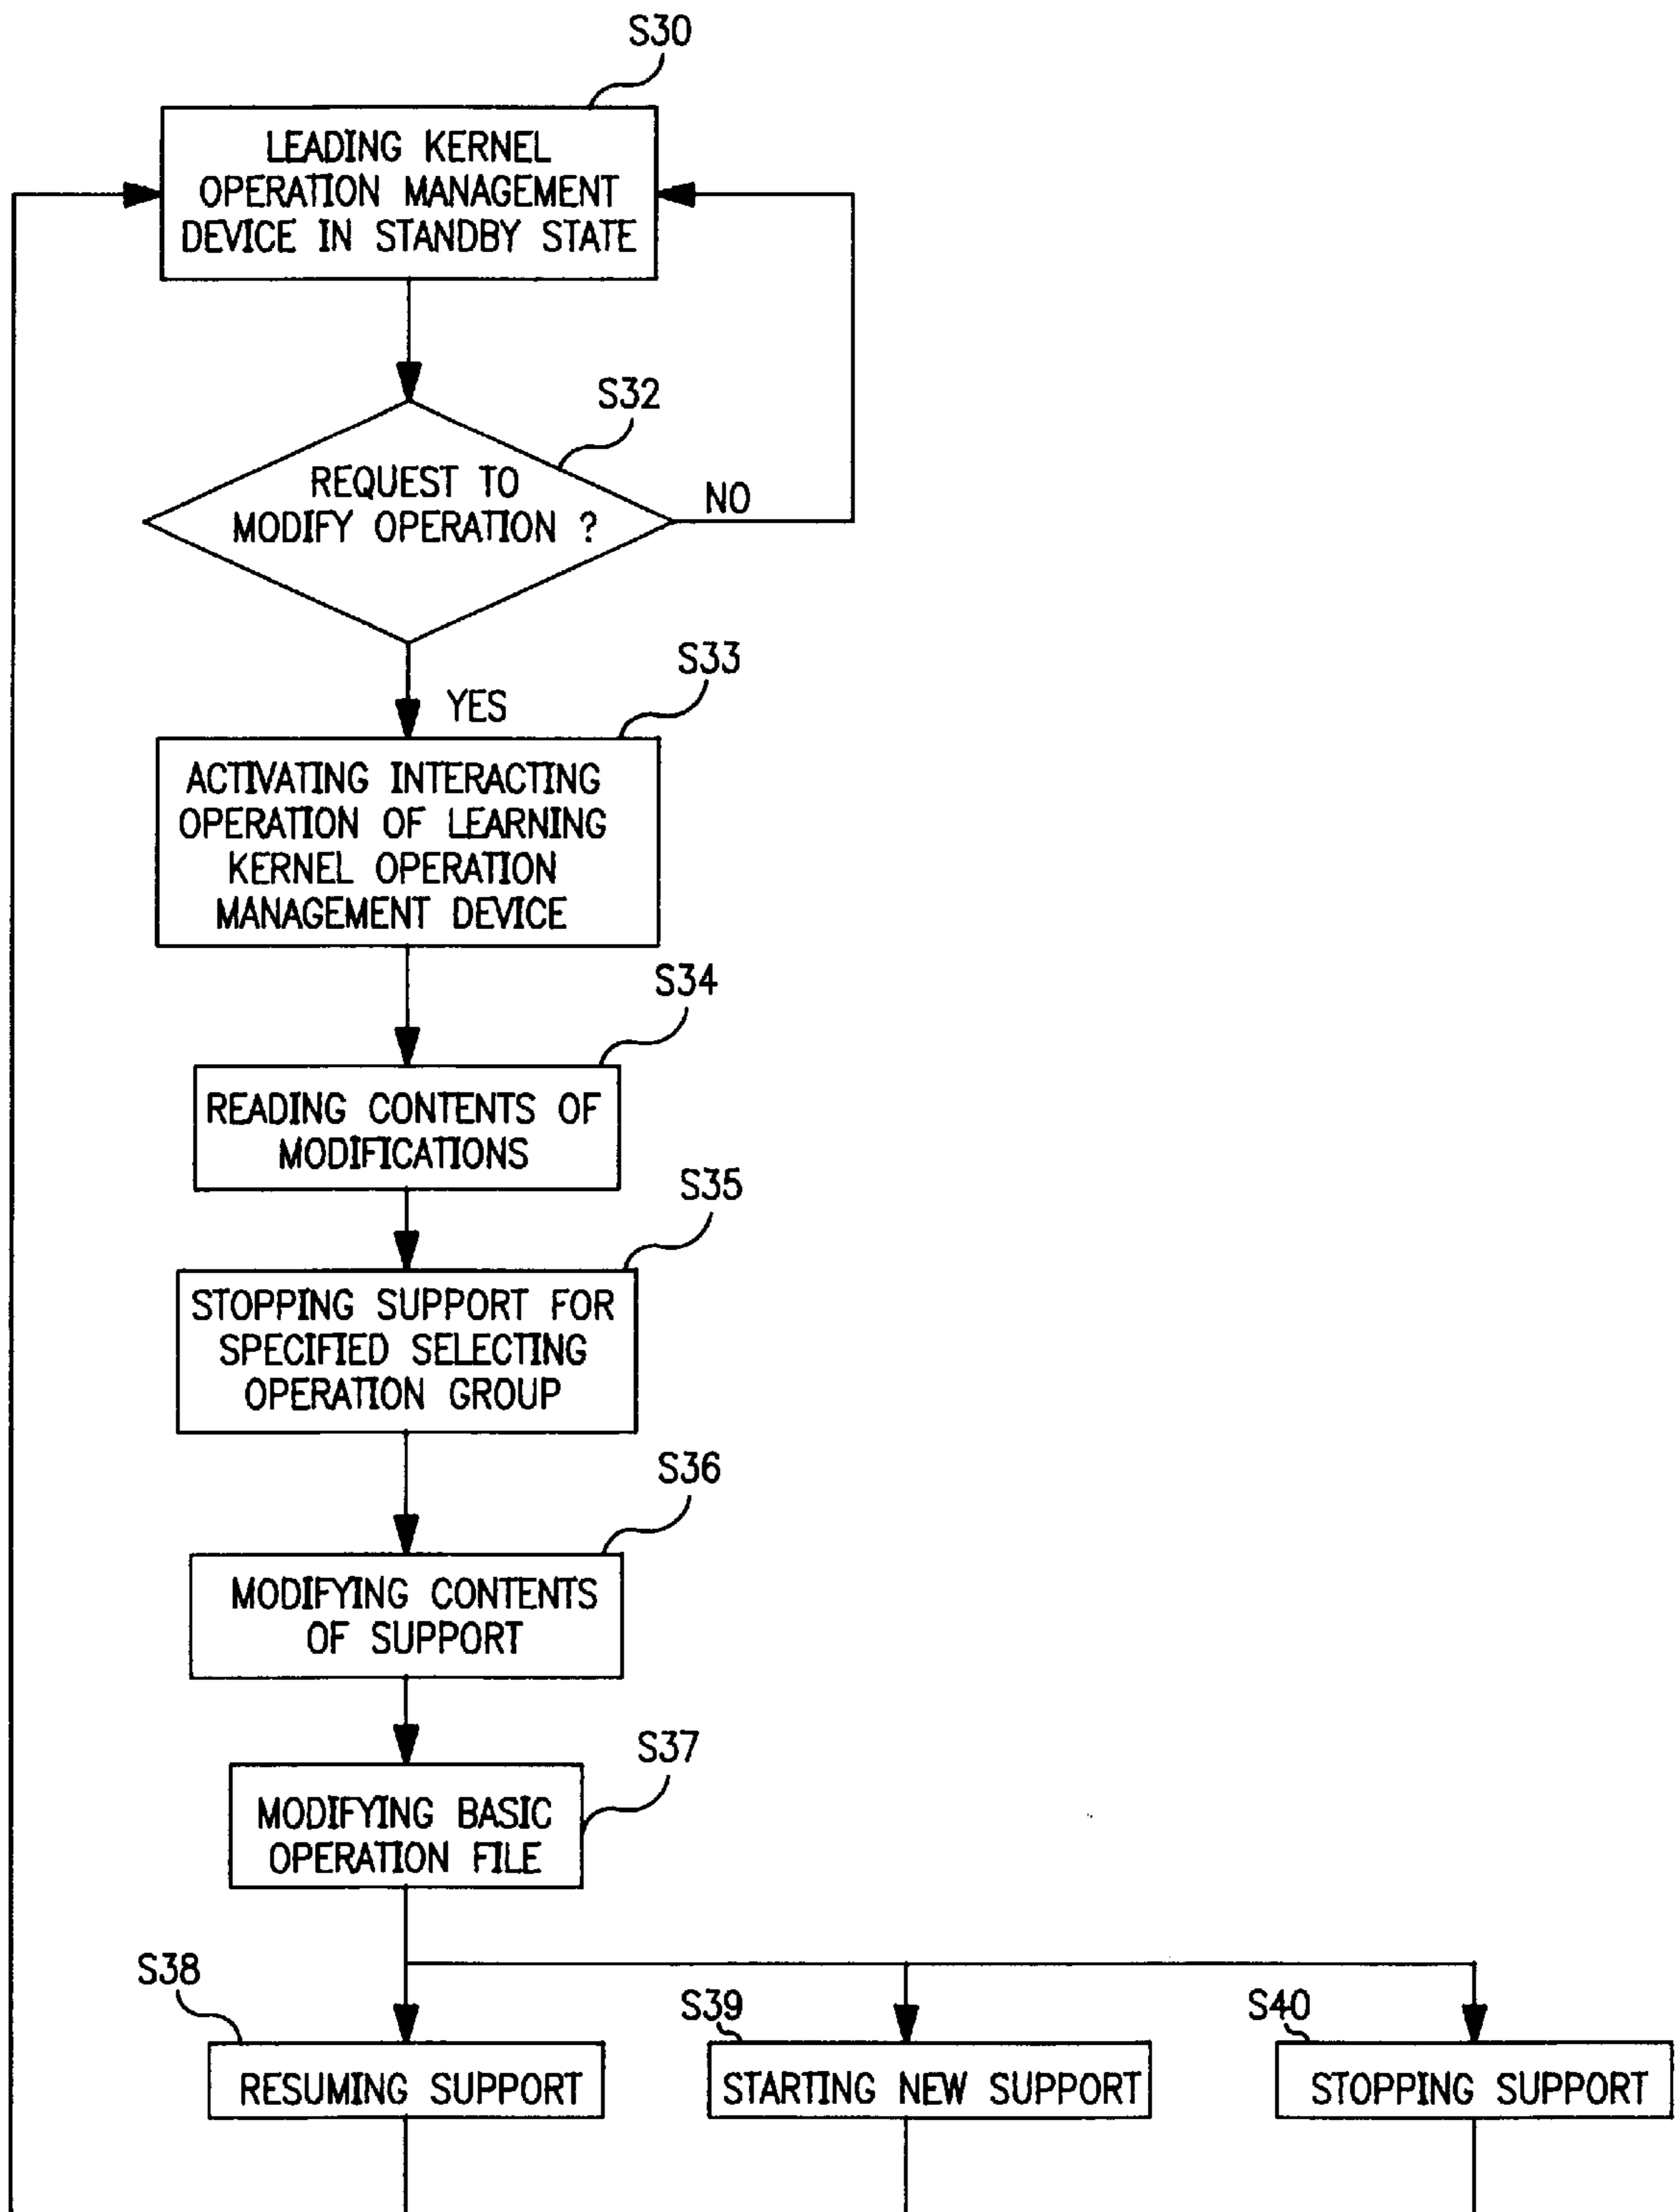 S30
LEADING KERNEL
OPERATION MANAGEMENT
DEVICE IN STANDBY STATE
S32
REQUEST TO
MODIFY OPERATION ?
NO
S33
YES
ACTIVATING INTERACTING
OPERATION OF LEARNING
KERNEL OPERATION
MANAGEMENT DEVICE
S34
READING CONTENTS OF
MODIFICATIONS
S35
STOPPING SUPPORT FOR
SPECIFIED SELECTING
OPERATION GROUP
S36
MODIFYING CONTENTS
OF SUPPORT
S37
MODIFYING BASIC
OPERATION FILE
S38
S39
S40
RESUMING SUPPORT
STARTING NEW SUPPORT
STOPPING SUPPORT